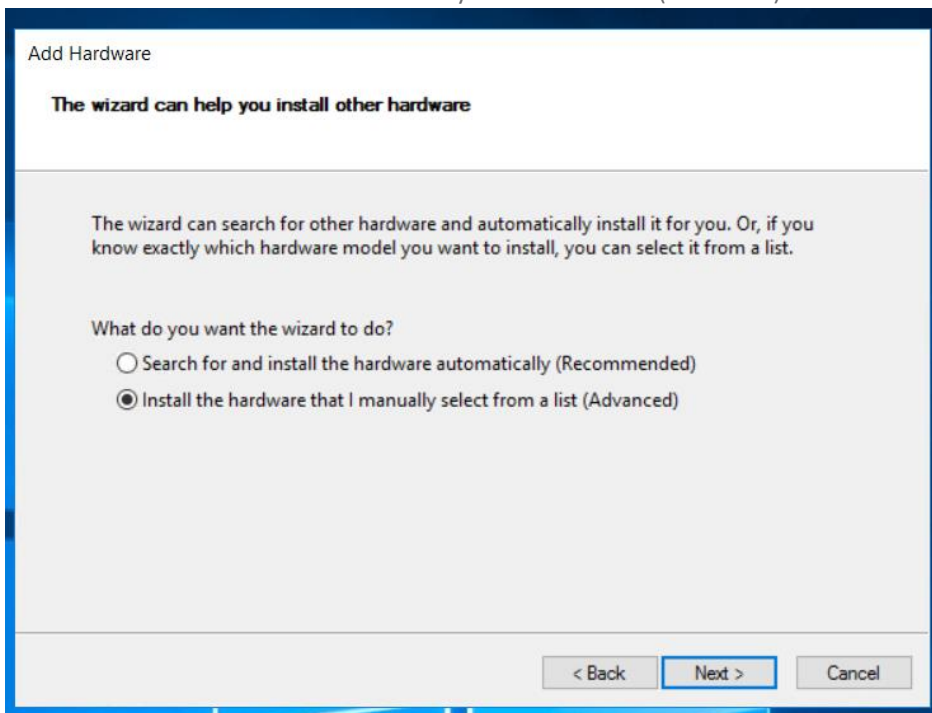 Add Hardware
The wizard can help you install other hardware
The wizard can search for other hardware and automatically install it for you. Or, if you
know exactly which hardware model you want to install, you can select it from a list.
What do you want the wizard to do?
Search for and install the hardware automatically (Recommended)
Install the hardware that I manually select from a list (Advanced)
< Back Next > Cancel